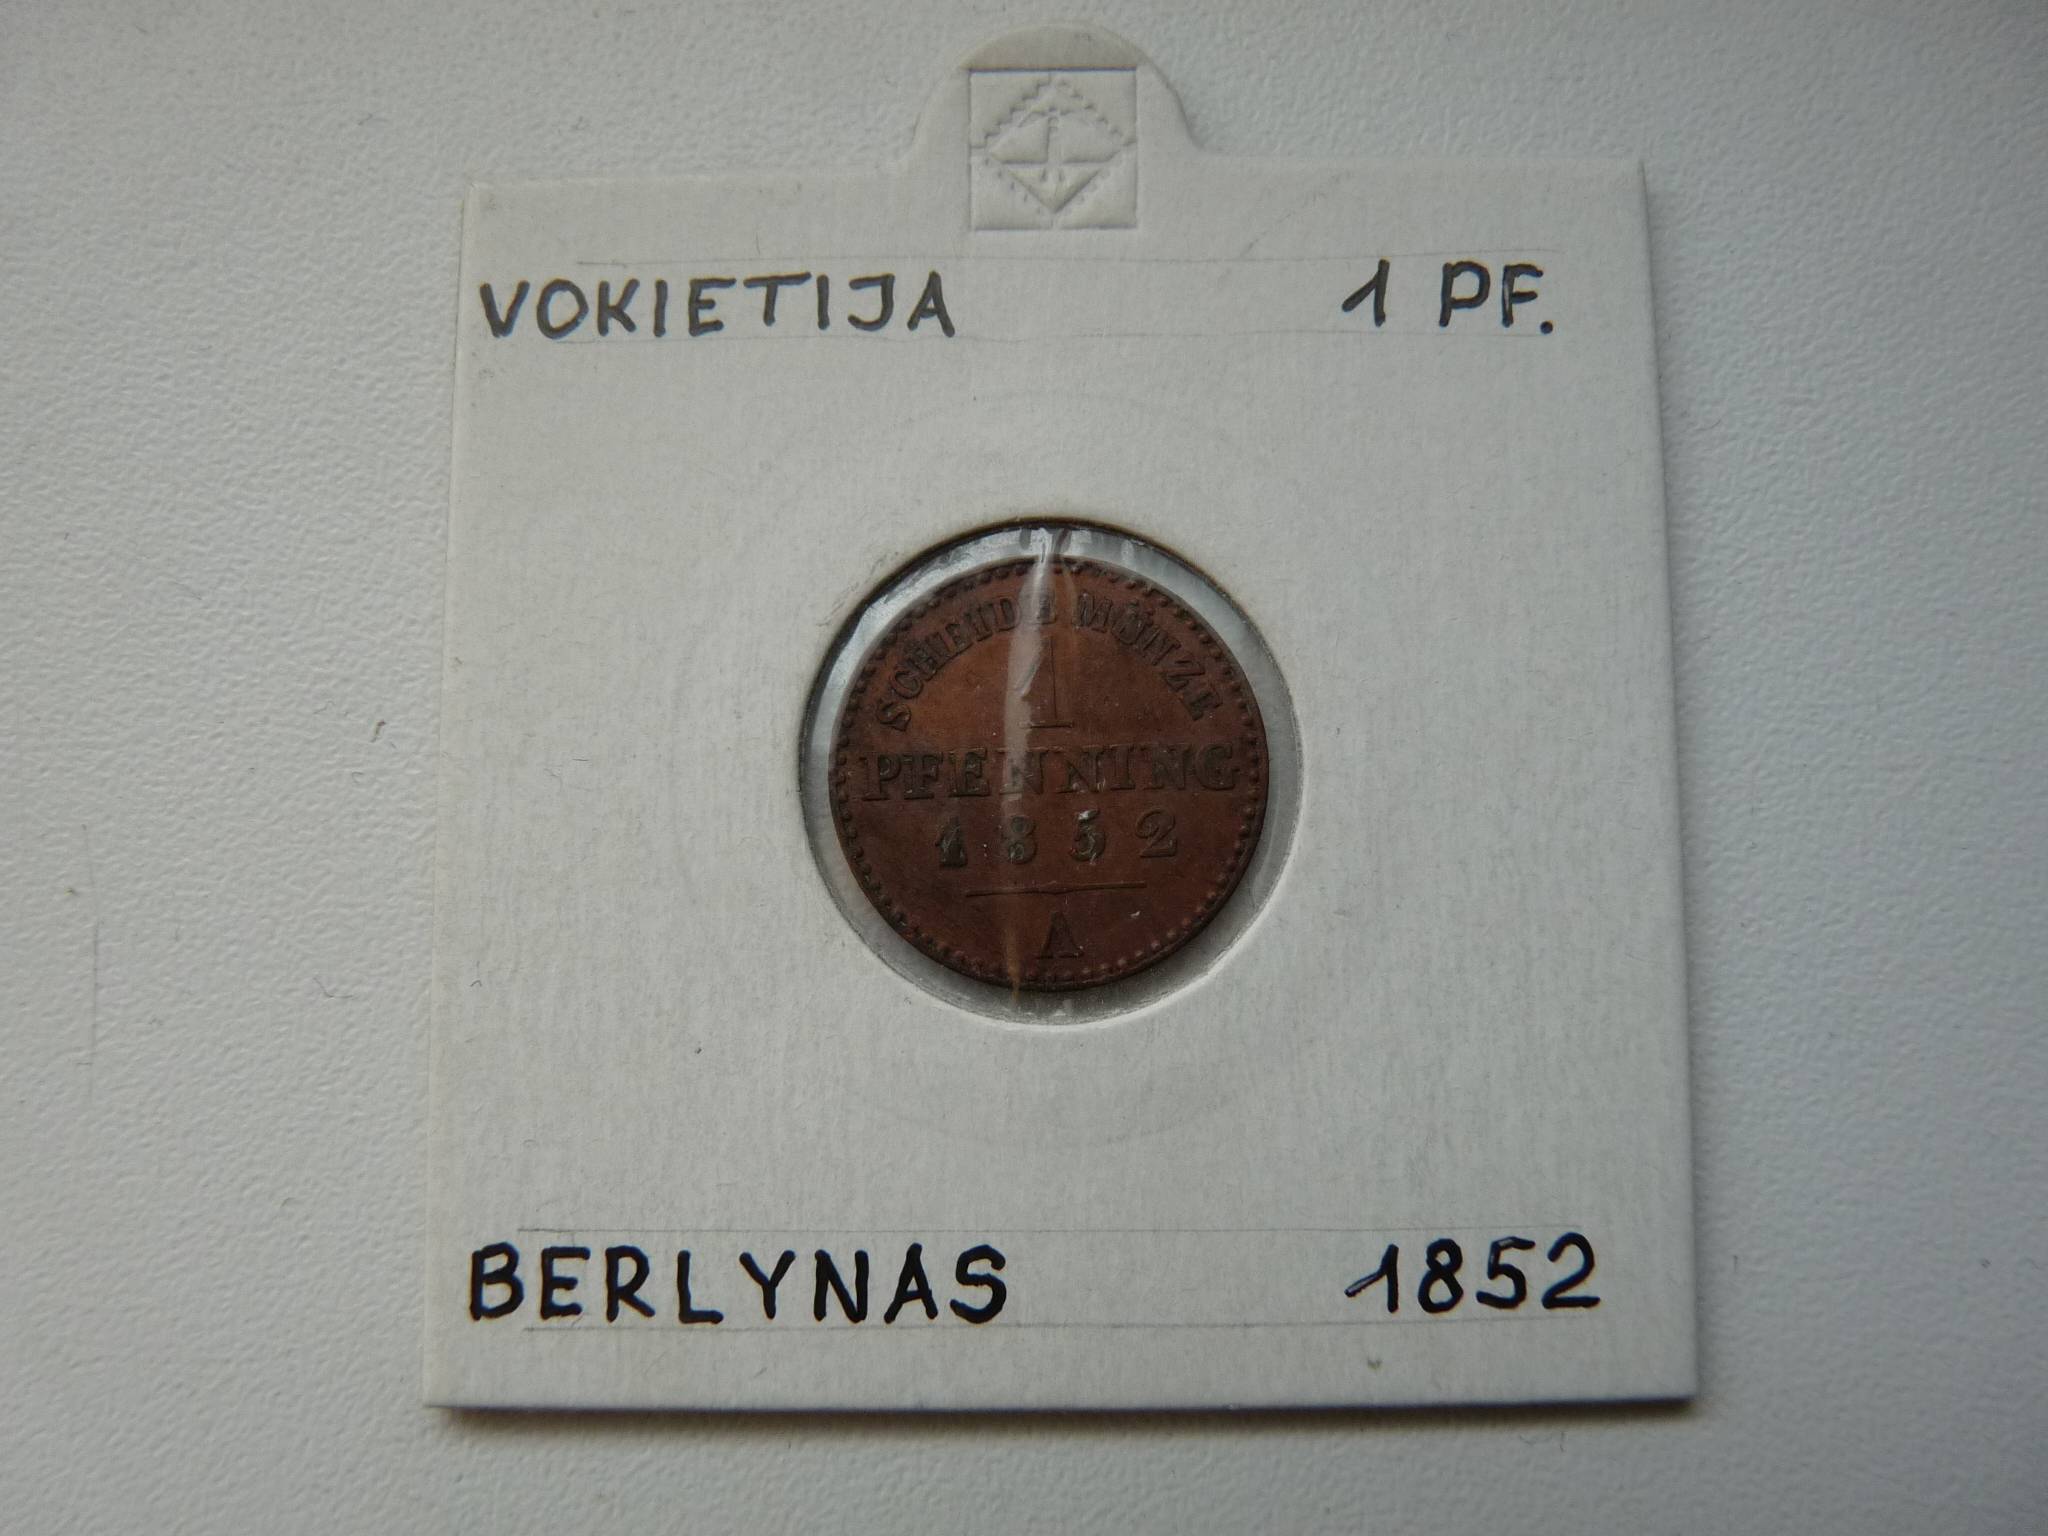 VOKIETIJA 1 PF.
SCHEIDE MÜNZE
1
PFENNING
1852
A
BERLYNAS 1852